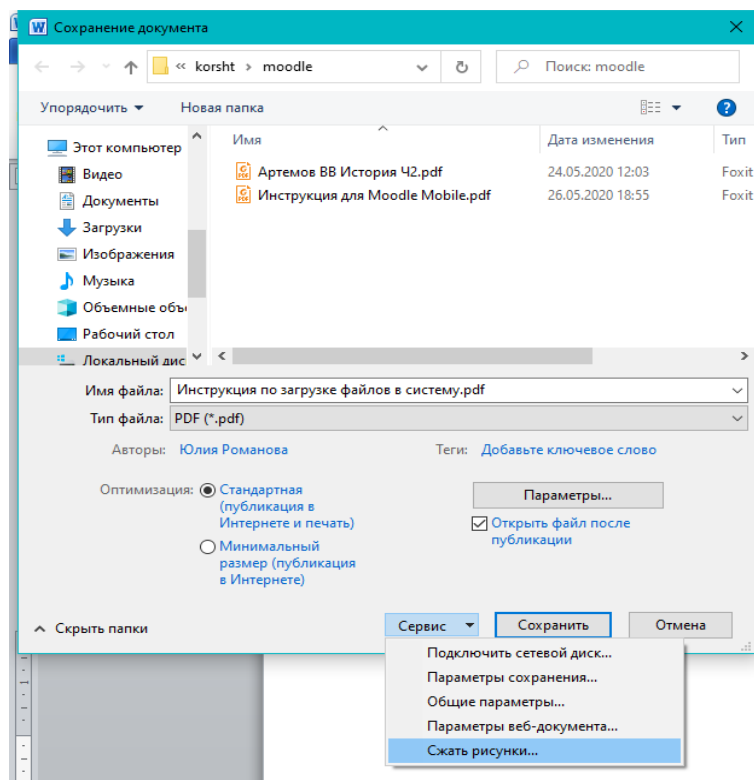 Сохранение документа
« korsht > moodle
Поиск: moodle
Упорядочить
Новая папка
Имя
Дата изменения
Тип
Этот компьютер
Видео
Документы
Загрузки
Изображения
Музыка
Объемные объ
Рабочий стол
Локальный дис
Артемов ВВ История Ч2.pdf
24.05.2020 12:03
Foxit
Инструкция для Moodle Mobile.pdf
26.05.2020 18:55
Foxit
Имя файла: Инструкция по загрузке файлов в систему.pdf
Тип файла: PDF (*.pdf)
Авторы: Юлия Романова
Теги: Добавьте ключевое слово
Оптимизация: Стандартная
(публикация в
Интернете и печать)
Минимальный
размер (публикация
в Интернете)
Параметры...
Открыть файл после
публикации
Скрыть папки
Сервис
Сохранить
Отмена
Подключить сетевой диск...
Параметры сохранения...
Общие параметры...
Параметры веб-документа...
Сжать рисунки...